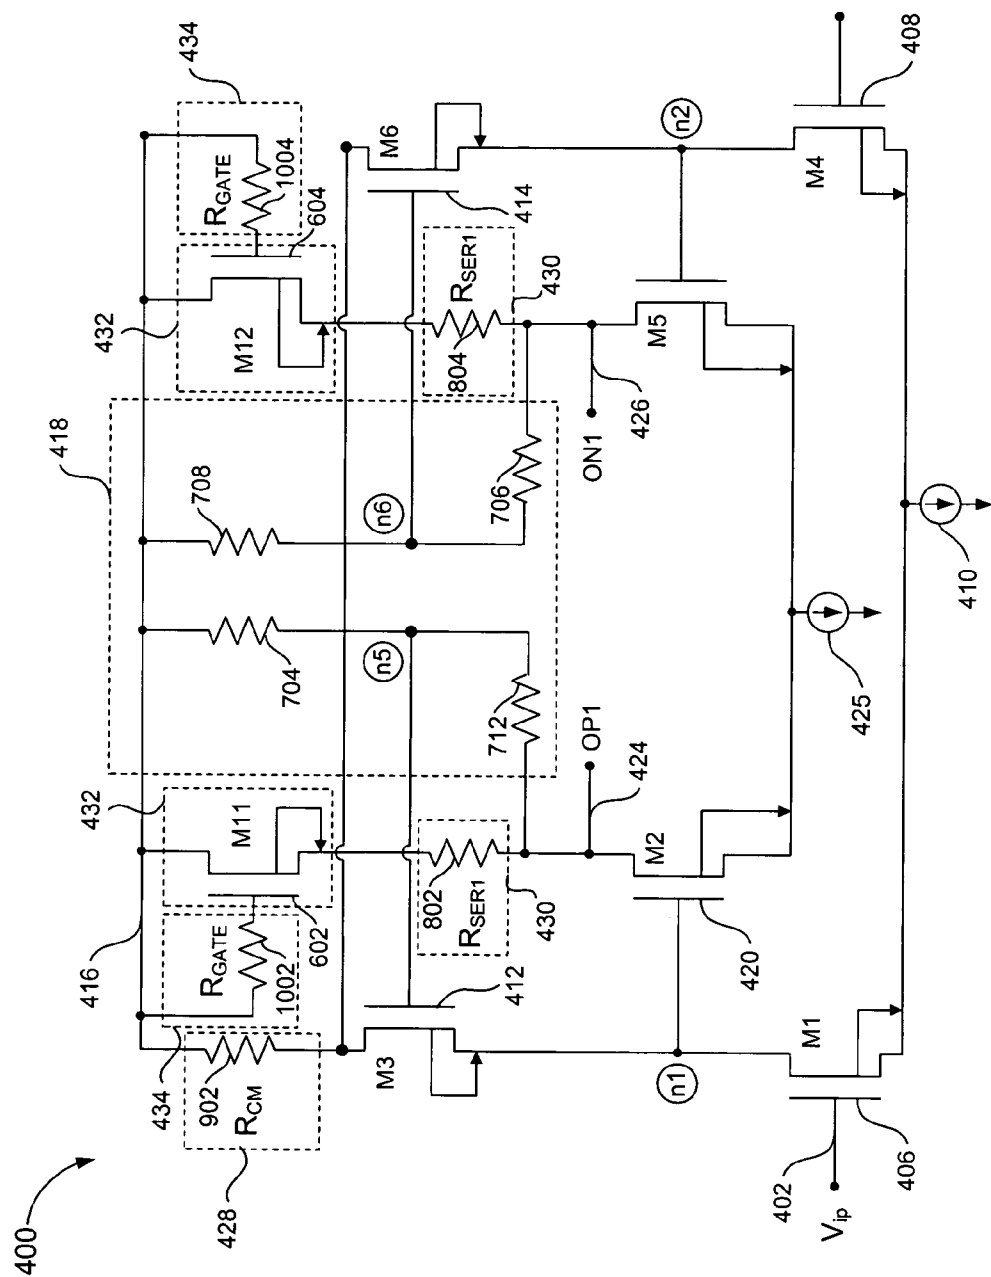 434
408
R_GATE
1004
604
M6
n2
M4
414
432
M12
R_SER1
430
804
M5
426
ON1
418
708
n6
706
410
704
n5
712
OP1
425
424
432
M11
802
R_SER1
430
M2
420
416
R_GATE
1002
602
412
M3
M1
n1
434
902
R_CM
428
402
406
V_ip
400